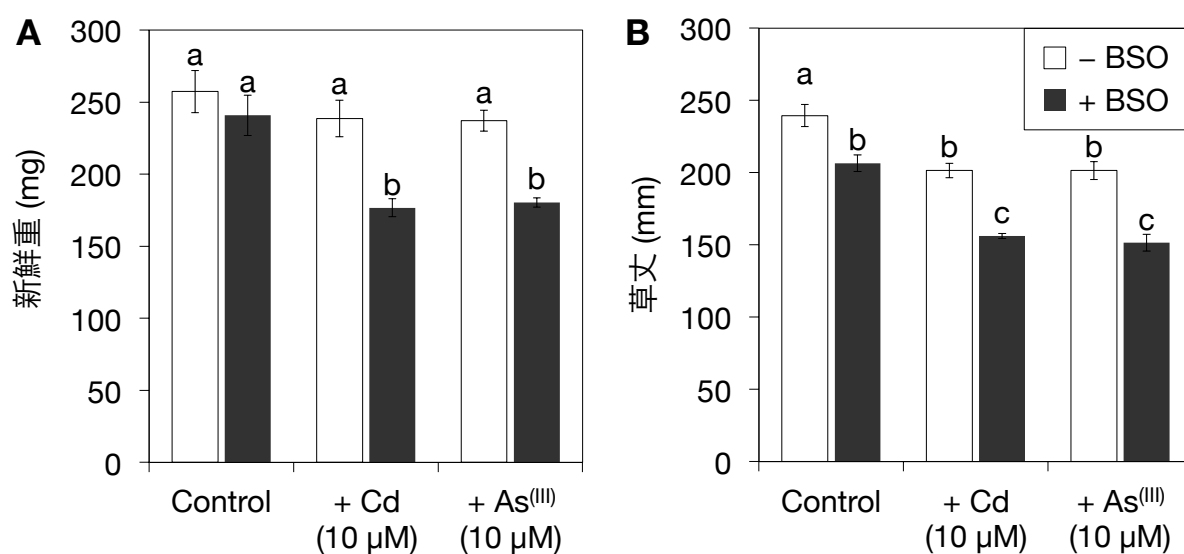 A
300
250
200
150
100
50
0
新鮮重 (mg)
a
a
a
b
a
b
Control
+ Cd
(10 μM)
+ As(III)
(10 μM)
B
300
250
200
150
100
50
0
草丈 (mm)
− BSO
+ BSO
a
b
b
c
b
c
Control
+ Cd
(10 μM)
+ As(III)
(10 μM)